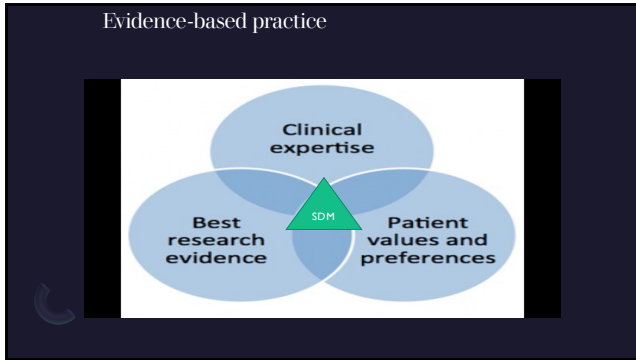 Evidence-based practice
Clinical
expertise
SDM
Best
research
evidence
Patient
values and
preferences